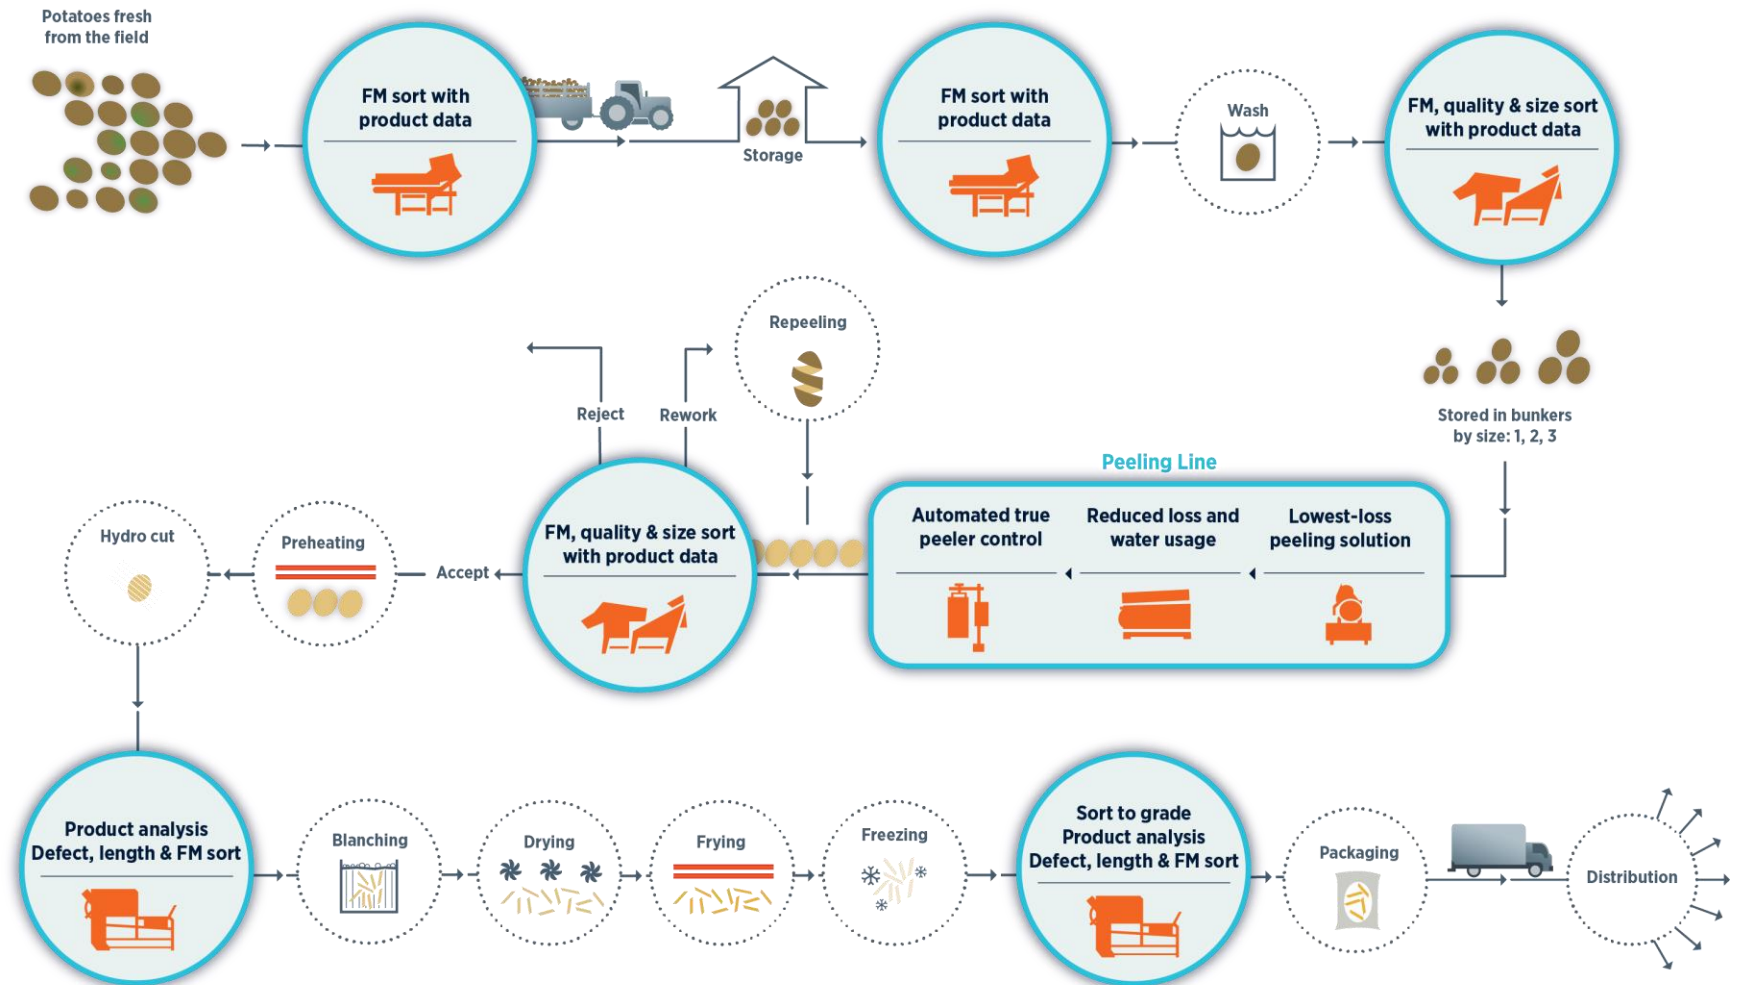 Potatoes fresh
from the field
FM sort with
product data
Storage
FM sort with
product data
Wash
FM, quality & size sort
with product data
Stored in bunkers
by size: 1, 2, 3
Peeling Line
Lowest-loss
peeling solution
Reduced loss and
water usage
Automated true
peeler control
Repeeling
Reject
Rework
FM, quality & size sort
with product data
Accept
Preheating
Hydro cut
Product analysis
Defect, length & FM sort
Blanching
Drying
Frying
Freezing
Sort to grade
Product analysis
Defect, length & FM sort
Packaging
Distribution